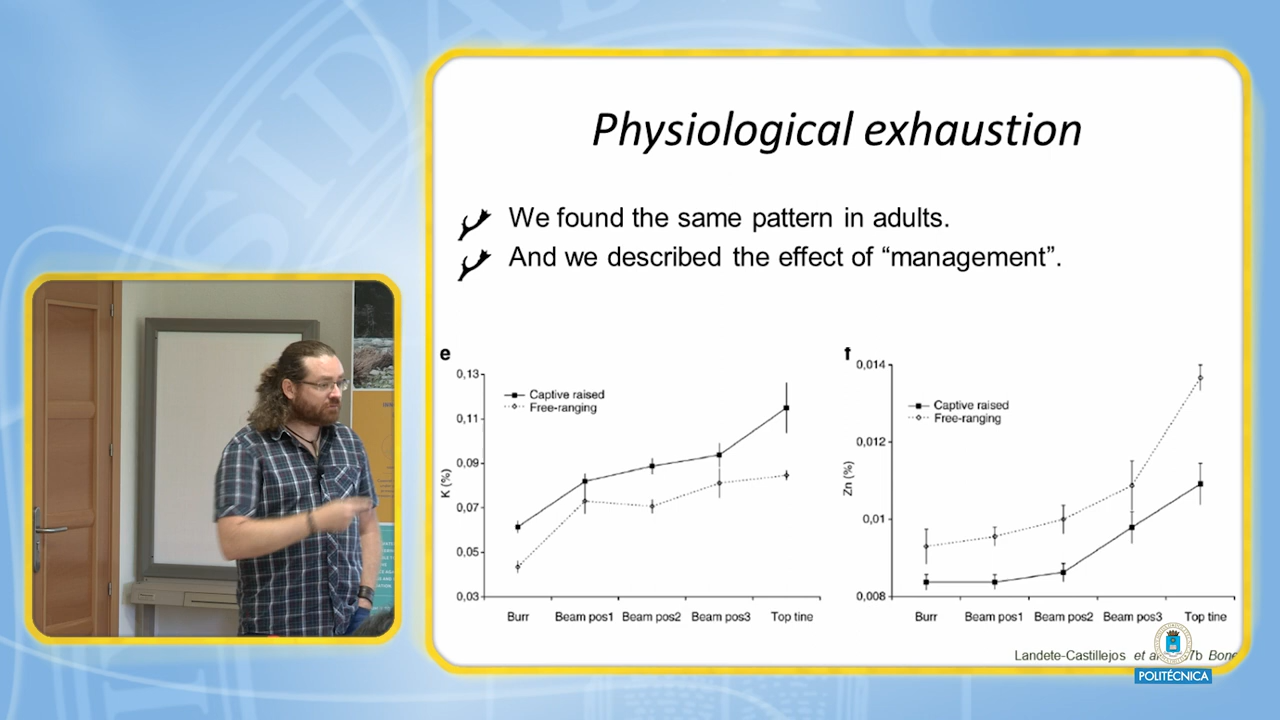 Physiological exhaustion
We found the same pattern in adults.
And we described the effect of “management”.
e
0,13
0,11
0,09
0,07
0,05
0,03
K (%)
Captive raised
Free-ranging
Burr
Beam pos1
Beam pos2
Beam pos3
Top tine
f
0,014
0,012
0,01
0,008
Zn (%)
Captive raised
Free-ranging
Burr
Beam pos1
Beam pos2
Beam pos3
Top tine
Landete-Castillejos et a 7b Bone
POLITÉCNICA